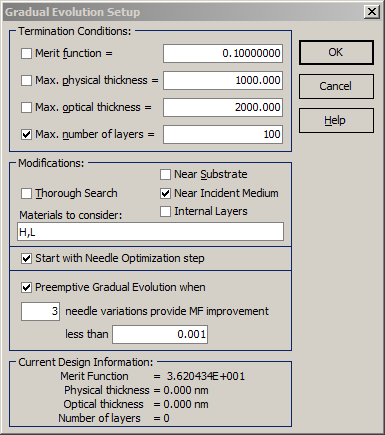 Gradual Evolution Setup
Termination Conditions:
Merit function = 0.10000000
Max. physical thickness = 1000.000
Max. optical thickness = 2000.000
Max. number of layers = 100
OK
Cancel
Help
Modifications:
Near Substrate
Thorough Search Near Incident Medium
Materials to consider: Internal Layers
H,L
Start with Needle Optimization step
Preemptive Gradual Evolution when
3 needle variations provide MF improvement
less than 0.001
Current Design Information:
Merit Function = 3.620434E+001
Physical thickness = 0.000 nm
Optical thickness = 0.000 nm
Number of layers = 0